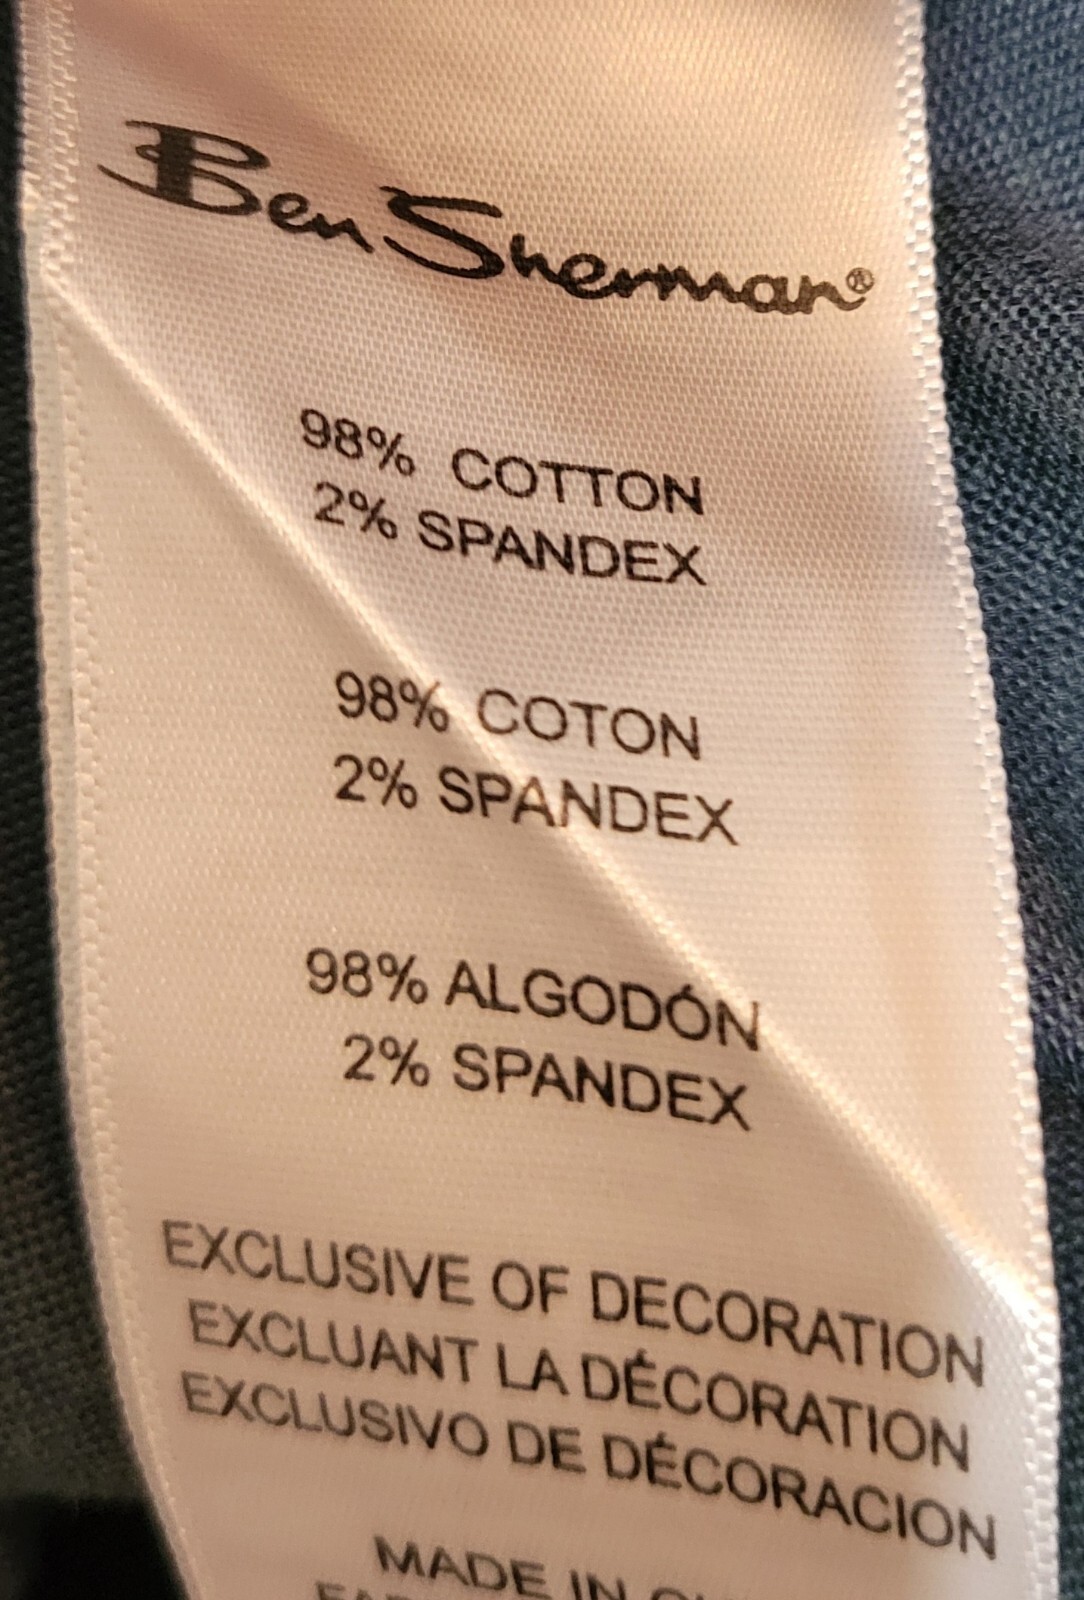 Ben Sherman®
98% COTTON
2% SPANDEX
98% COTON
2% SPANDEX
98% ALGODÓN
2% SPANDEX
EXCLUSIVE OF DECORATION
EXCLUANT LA DÉCORATION
EXCLUSIVO DE DÉCORACION
MADE IN